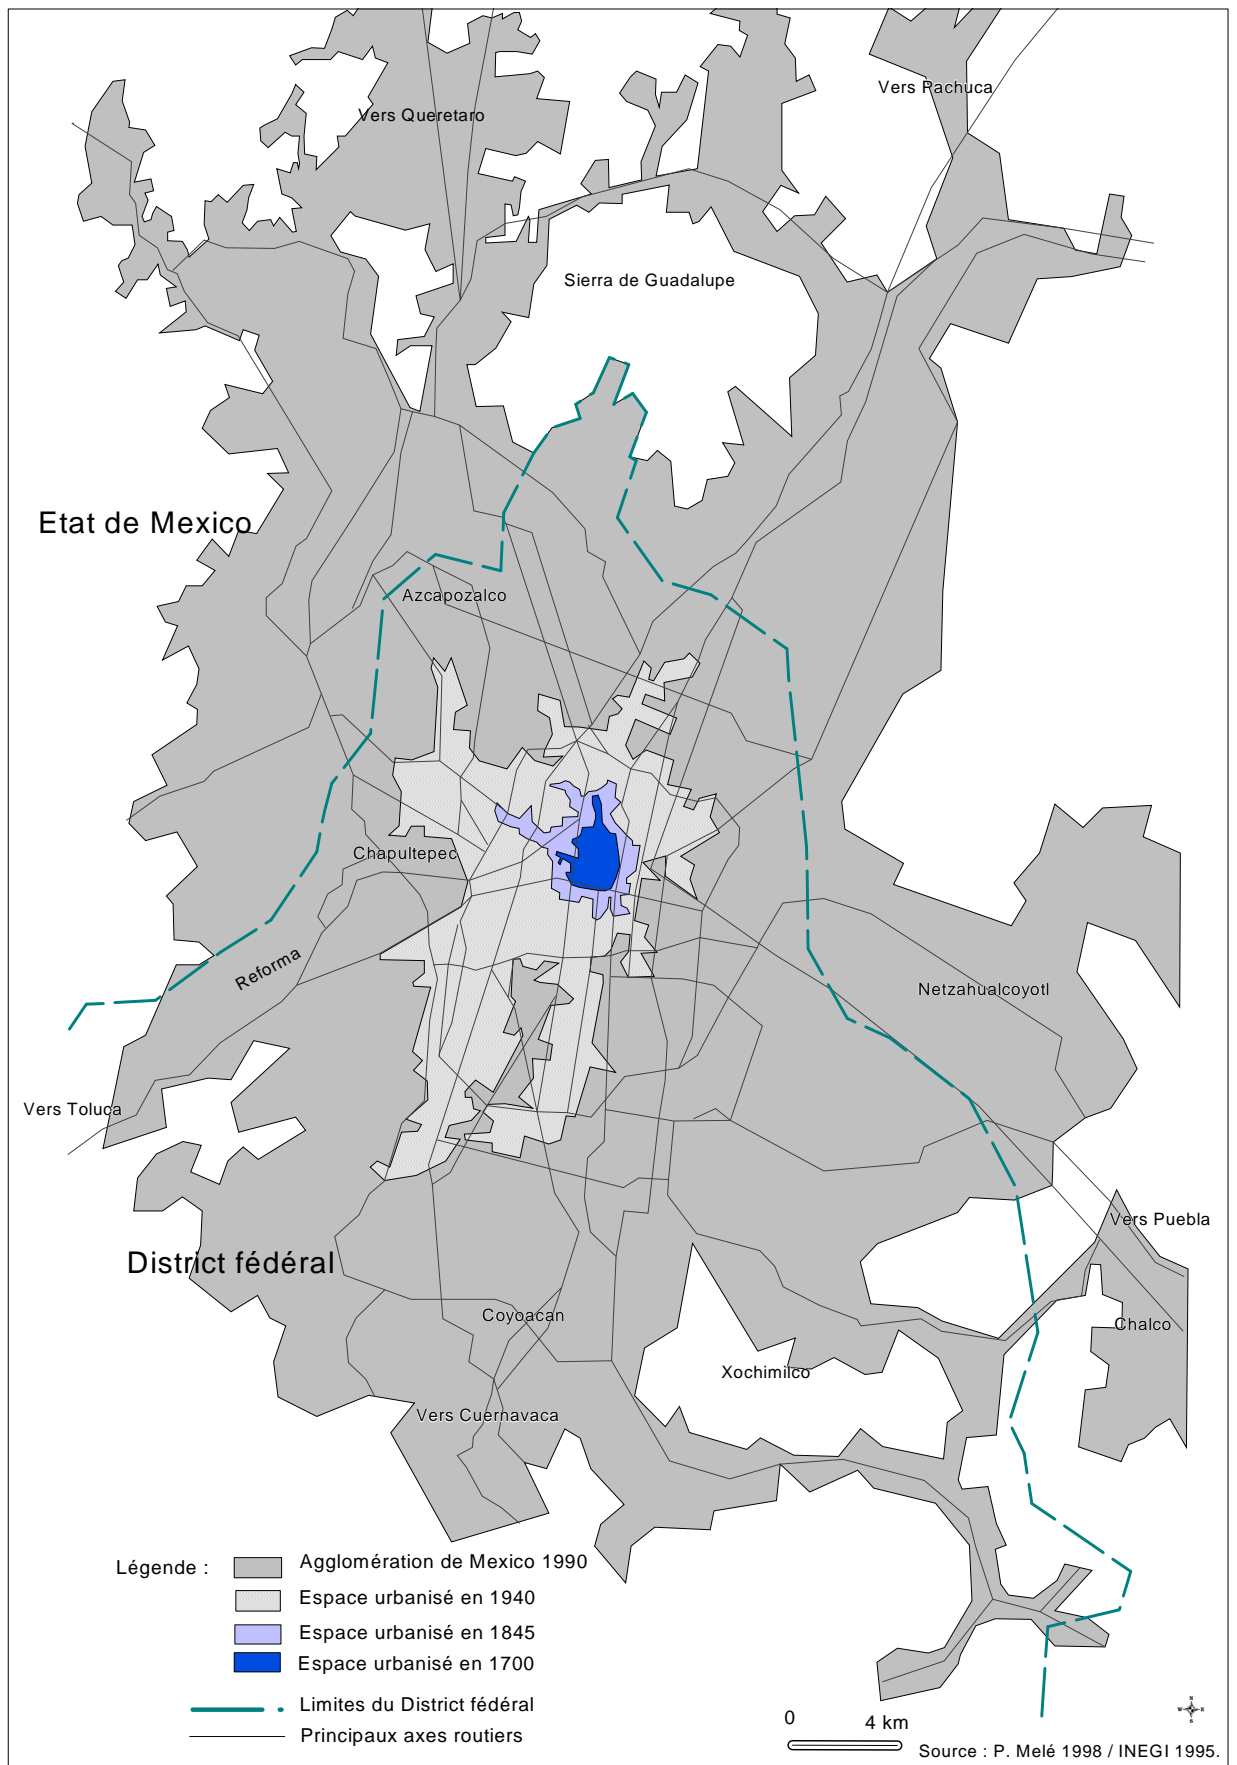 Vers Pachuca
Vers Queretaro
Sierra de Guadalupe
Etat de Mexico
Azcapozalco
Chapultepec
Reforma
Netzahualcoyotl
Vers Toluca
Vers Puebla
District fédéral
Coyoacan
Chalco
Xochimilco
Vers Cuernavaca
Légende :
Agglomération de Mexico 1990
Espace urbanisé en 1940
Espace urbanisé en 1845
Espace urbanisé en 1700
Limites du District fédéral
Principaux axes routiers
0 4 km
N
W E
S
Source : P. Melé 1998 / INEGI 1995.